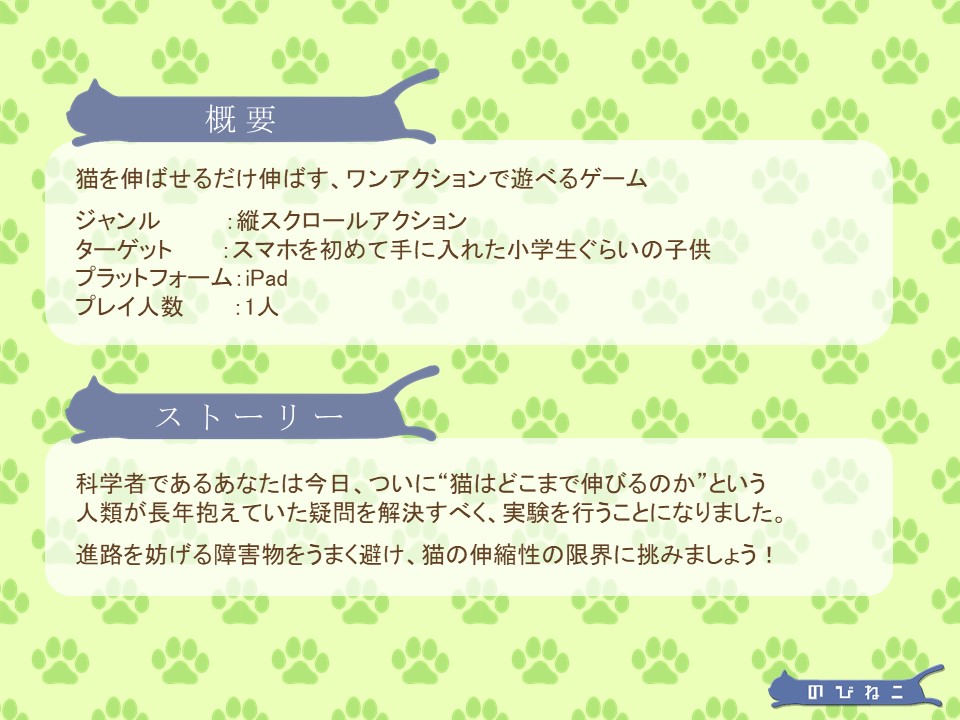 概要
猫を伸ばせるだけ伸ばす、ワンアクションで遊べるゲーム
ジャンル　　　：縦スクロールアクション
ターゲット　　：スマホを初めて手に入れた小学生ぐらいの子供
プラットフォーム：iPad
プレイ人数　　：1人
ストーリー
科学者であるあなたは今日、ついに“猫はどこまで伸びるのか”という
人類が長年抱えていた疑問を解決すべく、実験を行うことになりました。
進路を妨げる障害物をうまく避け、猫の伸縮性の限界に挑みましょう！
のびねこ